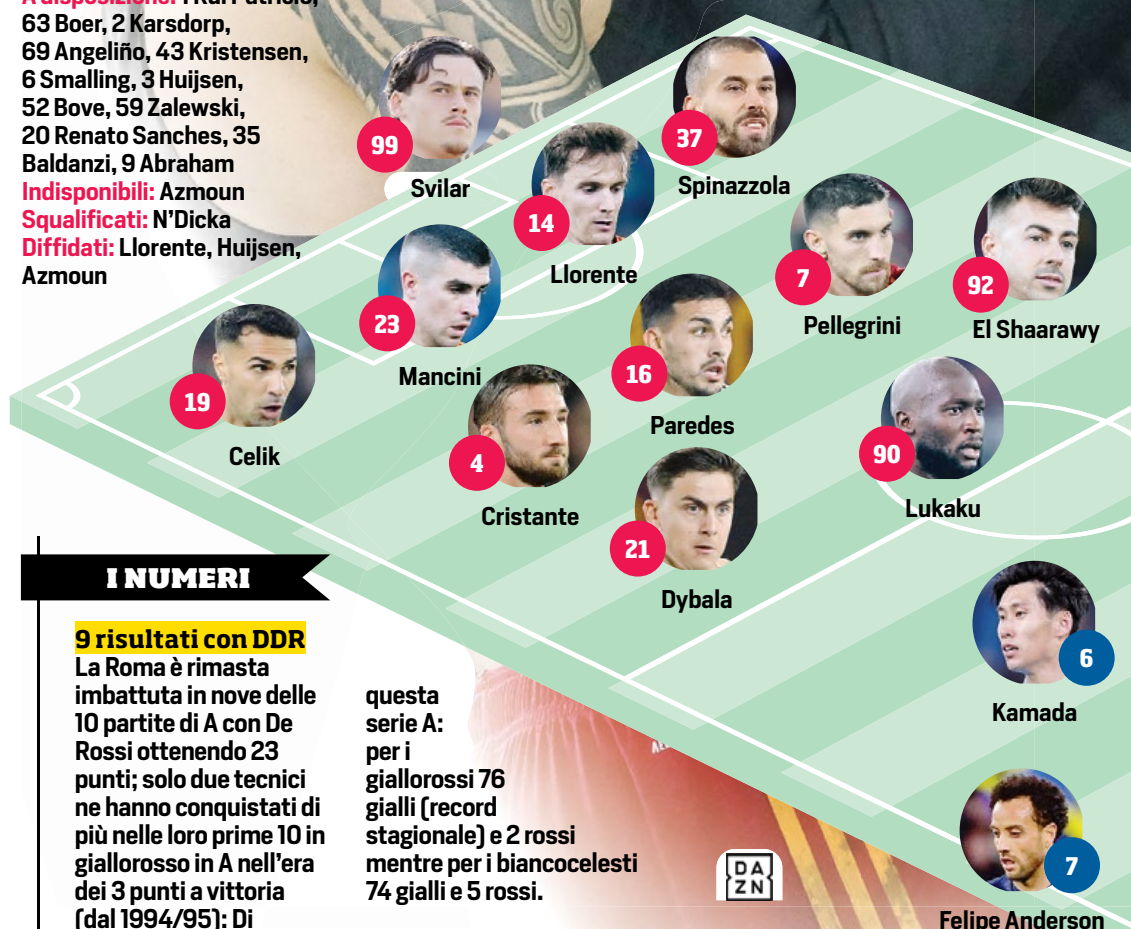 A disposizione: 1 Rui Patricio,
63 Boer, 2 Karsdorp,
69 Angeliño, 43 Kristensen,
6 Smalling, 3 Huijsen,
52 Bove, 59 Zalewski,
20 Renato Sanches, 35
Baldanzi, 9 Abraham
Indisponibili: Azmoun
Squalificati: N’Dicka
Diffidati: Llorente, Huijsen,
Azmoun
99
Svilar
37
Spinazzola
14
Llorente
7
Pellegrini
92
El Shaarawy
23
Mancini
16
Paredes
19
Celik
4
Cristante
90
Lukaku
21
Dybala
6
Kamada
7
Felipe Anderson
I NUMERI
9 risultati con DDR
La Roma è rimasta
imbattuta in nove delle
10 partite di A con De
Rossi ottenendo 23
punti; solo due tecnici
ne hanno conquistati di
più nelle loro prime 10 in
giallorosso in A nell’era
dei 3 punti a vittoria
(dal 1994/95): Di
questa
serie A:
per i
giallorossi 76
gialli (record
stagionale) e 2 rossi
mentre per i biancocelesti
74 gialli e 5 rossi.
DA
ZN